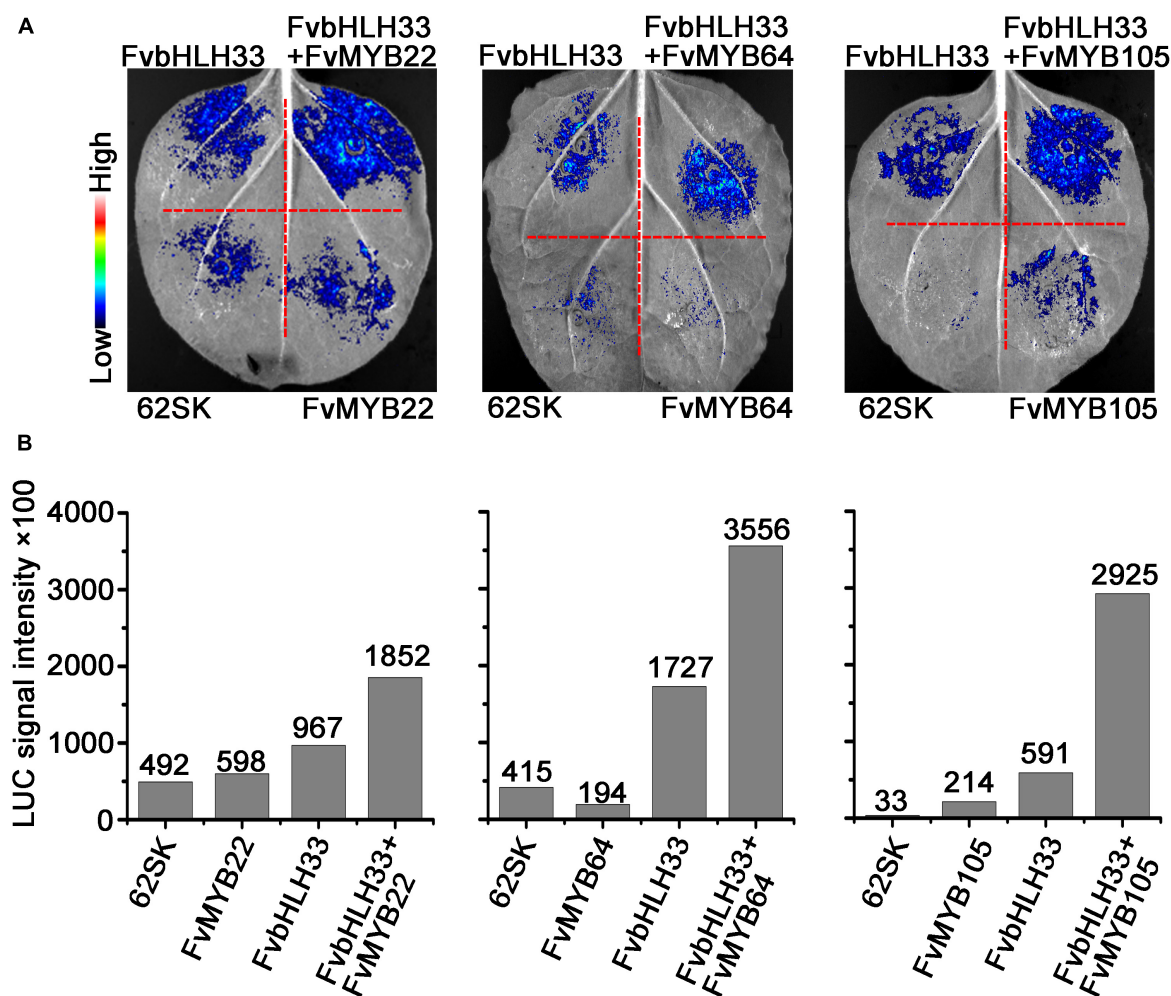 A
FvbHLH33
FvbHLH33
+FvMYB22
FvbHLH33
FvbHLH33
+FvMYB64
FvbHLH33
FvbHLH33
+FvMYB105
High
Low
62SK
FvMYB22
62SK
FvMYB64
62SK
FvMYB105
B
LUC signal intensity ×100
4000
3000
2000
1000
0
492
598
967
1852
415
194
1727
3556
33
214
591
2925
62SK
FvMYB22
FvbHLH33
FvbHLH33+
FvMYB22
62SK
FvMYB64
FvbHLH33
FvbHLH33+
FvMYB64
62SK
FvMYB105
FvbHLH33
FvbHLH33+
FvMYB105